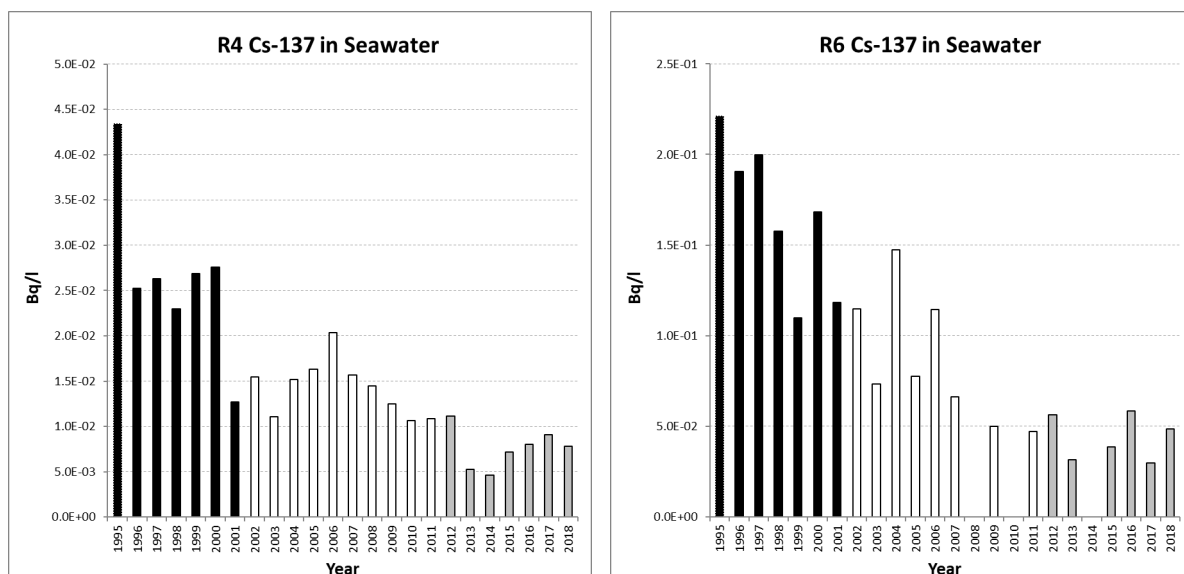 R4 Cs-137 in Seawater
5.0E-02
4.5E-02
4.0E-02
3.5E-02
3.0E-02
2.5E-02
2.0E-02
1.5E-02
1.0E-02
5.0E-03
0.0E+00
Bq/l
1995 1996 1997 1998 1999 2000 2001 2002 2003 2004 2005 2006 2007 2008 2009 2010 2011 2012 2013 2014 2015 2016 2017 2018
Year
R6 Cs-137 in Seawater
2.5E-01
2.0E-01
1.5E-01
1.0E-01
5.0E-02
0.0E+00
Bq/l
1995 1996 1997 1998 1999 2000 2001 2002 2003 2004 2005 2006 2007 2008 2009 2010 2011 2012 2013 2014 2015 2016 2017 2018
Year